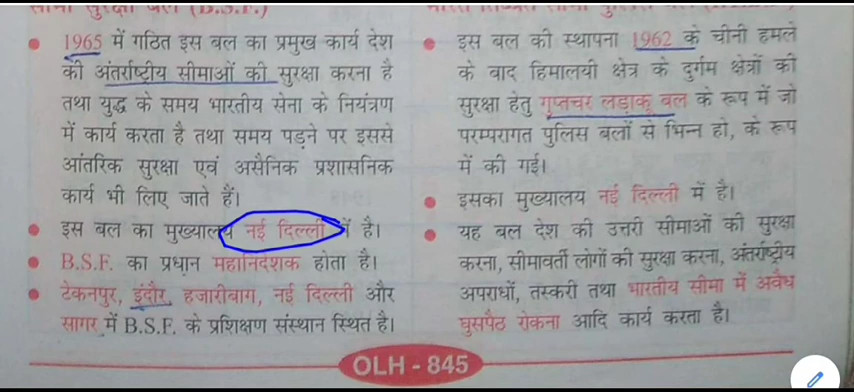 सीमा सुरक्षा बल (B.S.F.)
1965 में गठित इस बल का प्रमुख कार्य देश
की अंतर्राष्ट्रीय सीमाओं की सुरक्षा करना है
तथा युद्ध के समय भारतीय सेना के नियंत्रण
में कार्य करता है तथा समय पड़ने पर इससे
आंतरिक सुरक्षा एवं असैनिक प्रशासनिक
कार्य भी लिए जाते हैं।
इस बल का मुख्यालय नई दिल्ली में है।
B.S.F. का प्रधान महानिदेशक होता है।
टेकनपुर, इंदौर, हजारीबाग, नई दिल्ली और
सागर में B.S.F. के प्रशिक्षण संस्थान स्थित है।
इस बल की स्थापना 1962 के चीनी हमले
के बाद हिमालयी क्षेत्र के दुर्गम क्षेत्रों की
सुरक्षा हेतु गुप्तचर लड़ाकू बल के रूप में जो
परम्परागत पुलिस बलों से भिन्न हो, के रूप
में की गई।
इसका मुख्यालय नई दिल्ली में है।
यह बल देश की उत्तरी सीमाओं की सुरक्षा
करना, सीमावर्ती लोगों की सुरक्षा करना, अंतर्राष्ट्रीय
अपराधों, तस्करी तथा भारतीय सीमा में अवैध
घुसपैठ रोकना आदि कार्य करता है।
OLH - 845